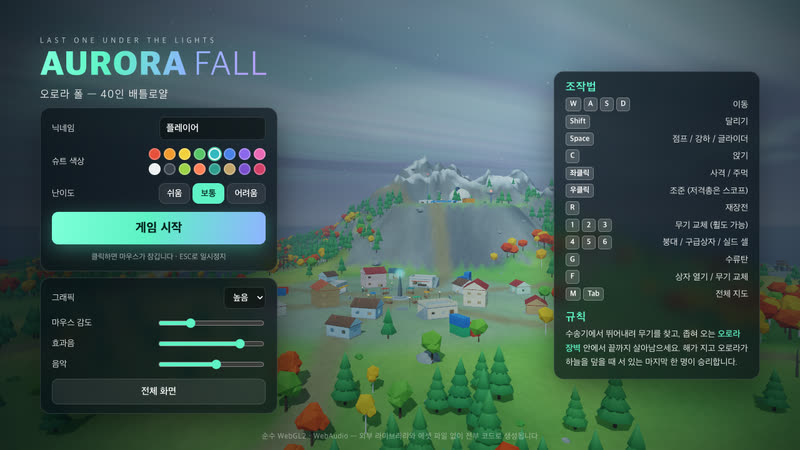 LAST ONE UNDER THE LIGHTS
AURORA FALL
오로라 폴 — 40인 배틀로얄
닉네임
플레이어
슈트 색상
난이도
쉬움
보통
어려움
게임 시작
클릭하면 마우스가 잠깁니다 · ESC로 일시정지
그래픽
높음
마우스 감도
효과음
음악
전체 화면
조작법
W A S D 이동
Shift 달리기
Space 점프 / 강하 / 글라이더
C 앉기
좌클릭 사격 / 주먹
우클릭 조준 (저격총은 스코프)
R 재장전
1 2 3 무기 교체 (휠도 가능)
4 5 6 붕대 / 구급상자 / 실드 셀
G 수류탄
F 상자 열기 / 무기 교체
M Tab 전체 지도
규칙
수송기에서 뛰어내려 무기를 찾고, 좁혀 오는 오로라
장벽 안에서 끝까지 살아남으세요. 해가 지고 오로라가
하늘을 덮을 때 서 있는 마지막 한 명이 승리합니다.
순수 WebGL2 · WebAudio — 외부 라이브러리와 에셋 파일 없이 전부 코드로 생성됩니다